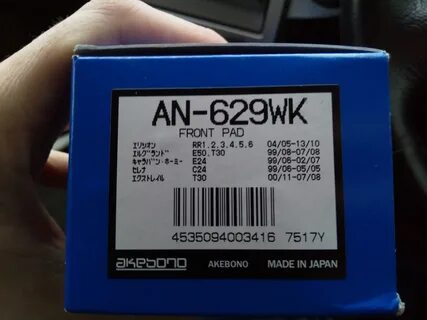 AN-629WK
FRONT PAD
エリシオン RR1.2.3.4.5.6 04/05-13/10
エルグランド E50.T30 99/08-07/08
キャラバン・ホーミー E24 99/06-02/07
セレナ C24 99/06-05/05
エクストレイル T30 00/11-07/08
4535094003416 7517Y
akebono AKEBONO MADE IN JAPAN